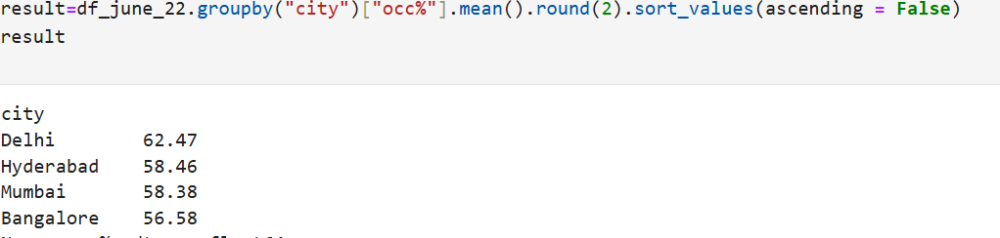 result=df_june_22.groupby("city")["occ%"].mean().round(2).sort_values(ascending = False)
result
city
Delhi 62.47
Hyderabad 58.46
Mumbai 58.38
Bangalore 56.58